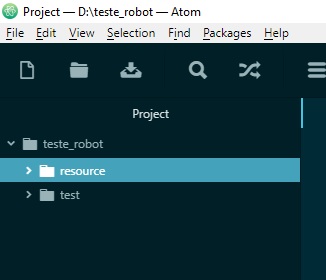 Project — D:\teste_robot — Atom
File Edit View Selection Find Packages Help
Project
teste_robot
resource
test